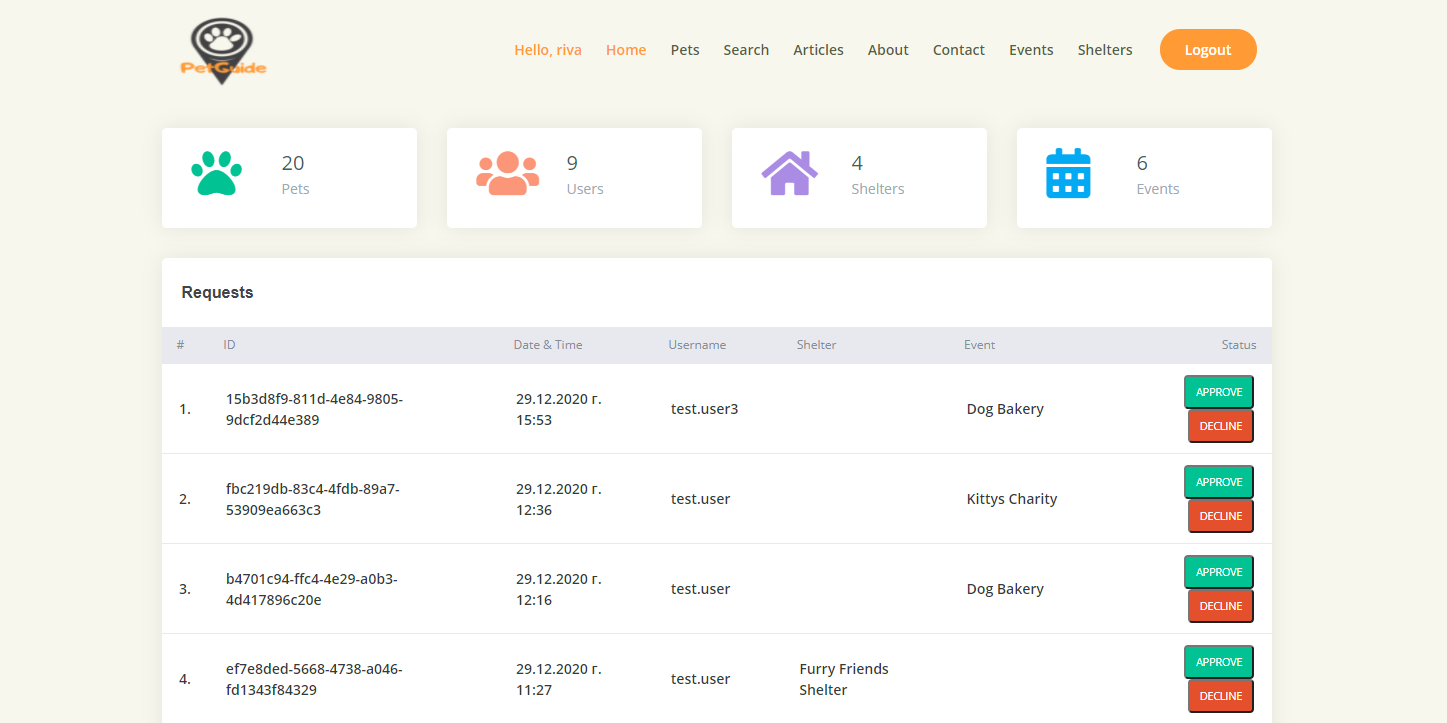 PetGuide
Hello, riva Home Pets Search Articles About Contact Events Shelters Logout
20
Pets
9
Users
4
Shelters
6
Events
Requests
# ID Date & Time Username Shelter Event Status
1. 15b3d8f9-811d-4e84-9805-
9dcf2d44e389
29.12.2020 г.
15:53
test.user3
Dog Bakery
APPROVE
DECLINE
2. fbc219db-83c4-4fdb-89a7-
53909ea663c3
29.12.2020 г.
12:36
test.user
Kittys Charity
APPROVE
DECLINE
3. b4701c94-ffc4-4e29-a0b3-
4d417896c20e
29.12.2020 г.
12:16
test.user
Dog Bakery
APPROVE
DECLINE
4. ef7e8ded-5668-4738-a046-
fd1343f84329
29.12.2020 г.
11:27
test.user
Furry Friends
Shelter
APPROVE
DECLINE